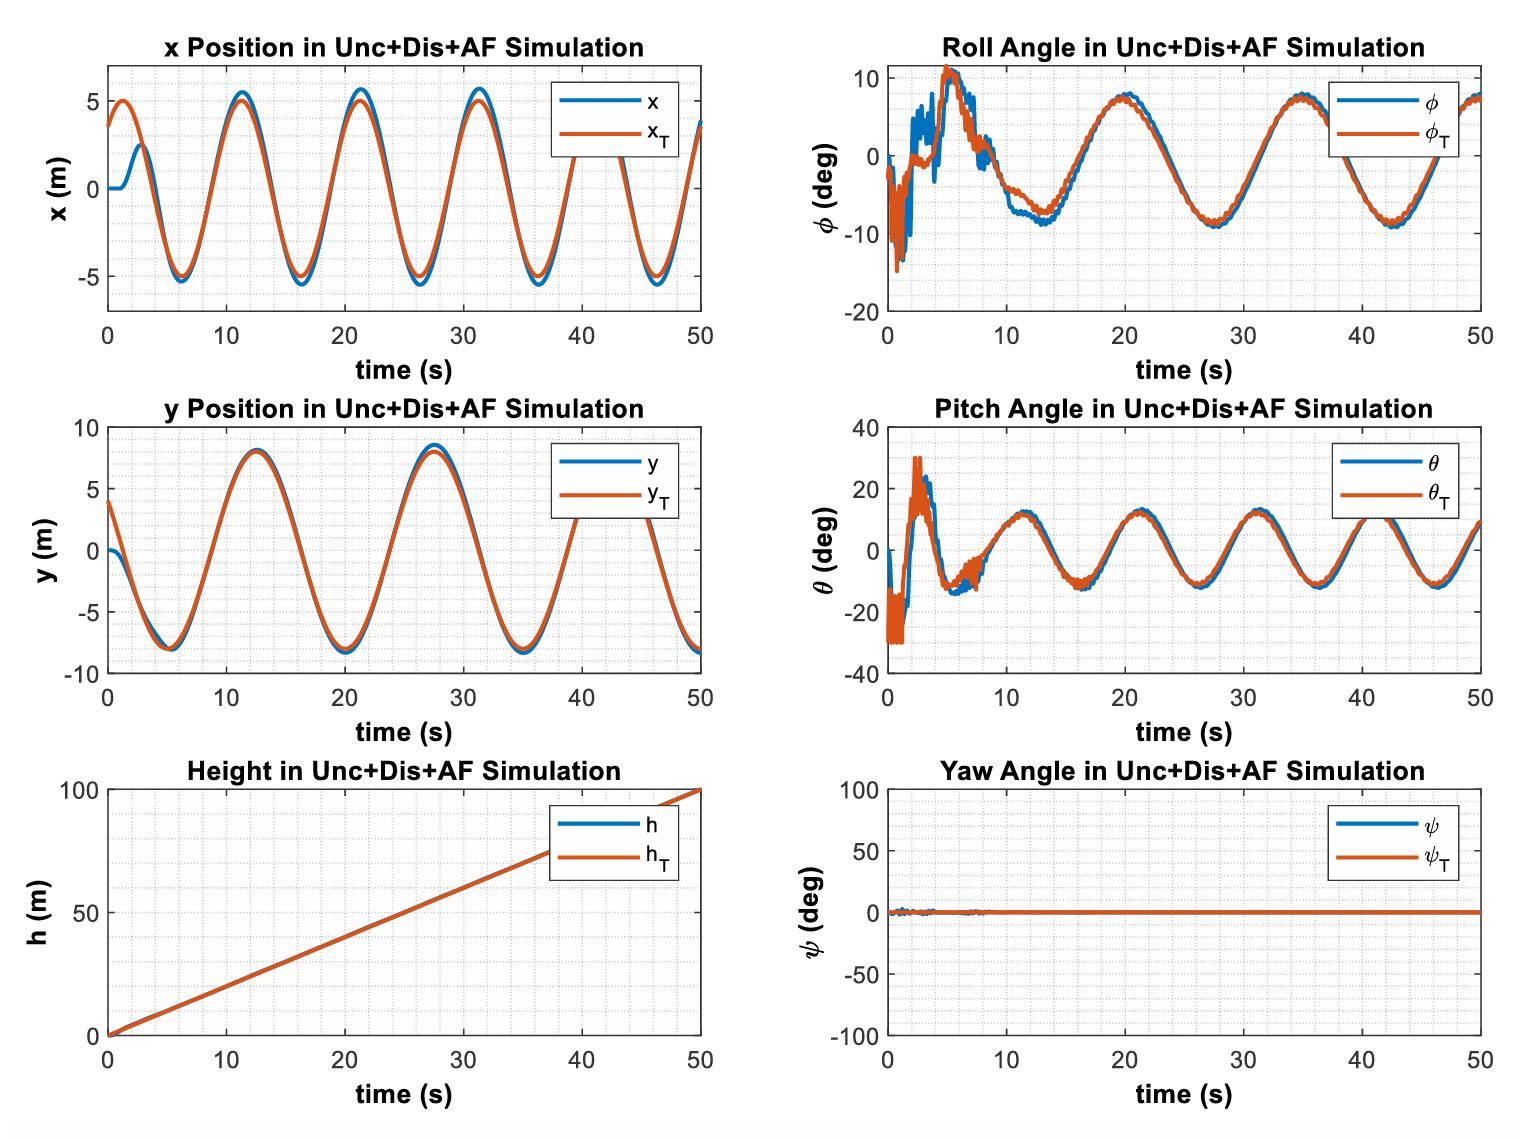 x Position in Unc+Dis+AF Simulation
x (m)
5
0
-5
x
x_T
0 10 20 30 40 50
time (s)
Roll Angle in Unc+Dis+AF Simulation
ϕ (deg)
10
0
-10
-20
ϕ
ϕ_T
0 10 20 30 40 50
time (s)
y Position in Unc+Dis+AF Simulation
y (m)
10
5
0
-5
-10
y
y_T
0 10 20 30 40 50
time (s)
Pitch Angle in Unc+Dis+AF Simulation
θ (deg)
40
20
0
-20
-40
θ
θ_T
0 10 20 30 40 50
time (s)
Height in Unc+Dis+AF Simulation
h (m)
100
50
0
h
h_T
0 10 20 30 40 50
time (s)
Yaw Angle in Unc+Dis+AF Simulation
ψ (deg)
100
50
0
-50
-100
ψ
ψ_T
0 10 20 30 40 50
time (s)